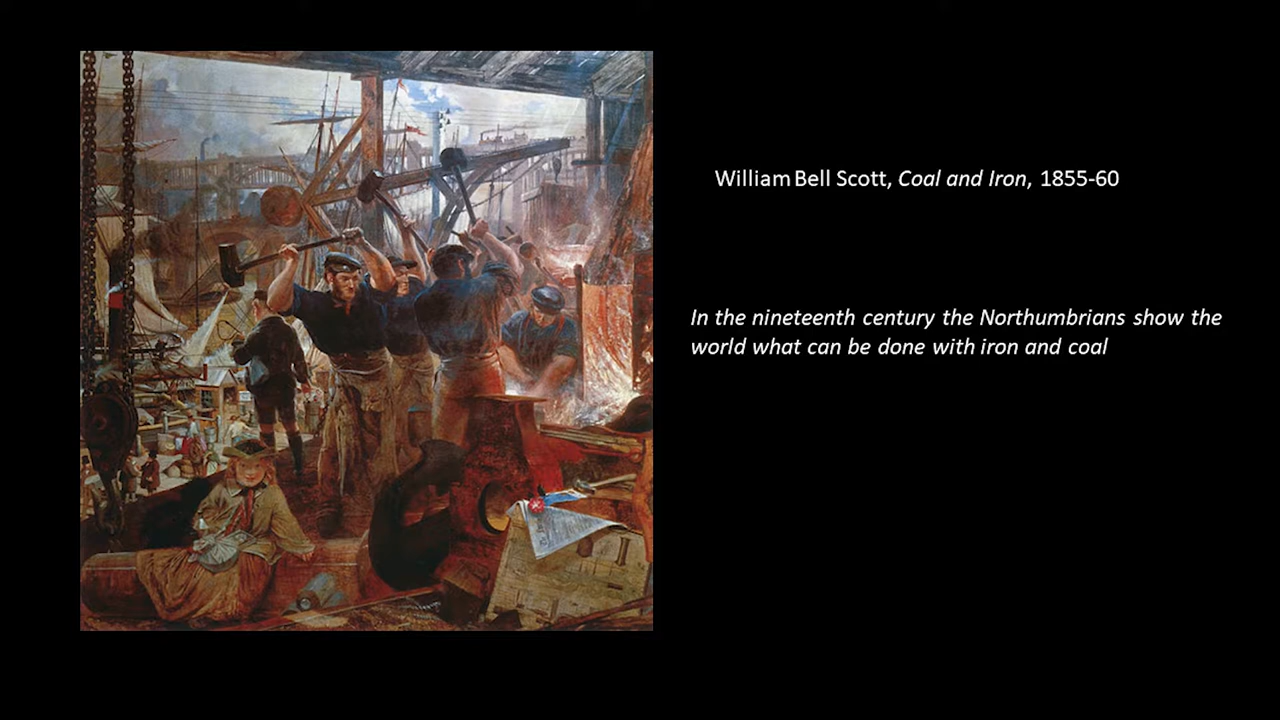 William Bell Scott, Coal and Iron, 1855-60
In the nineteenth century the Northumbrians show the
world what can be done with iron and coal